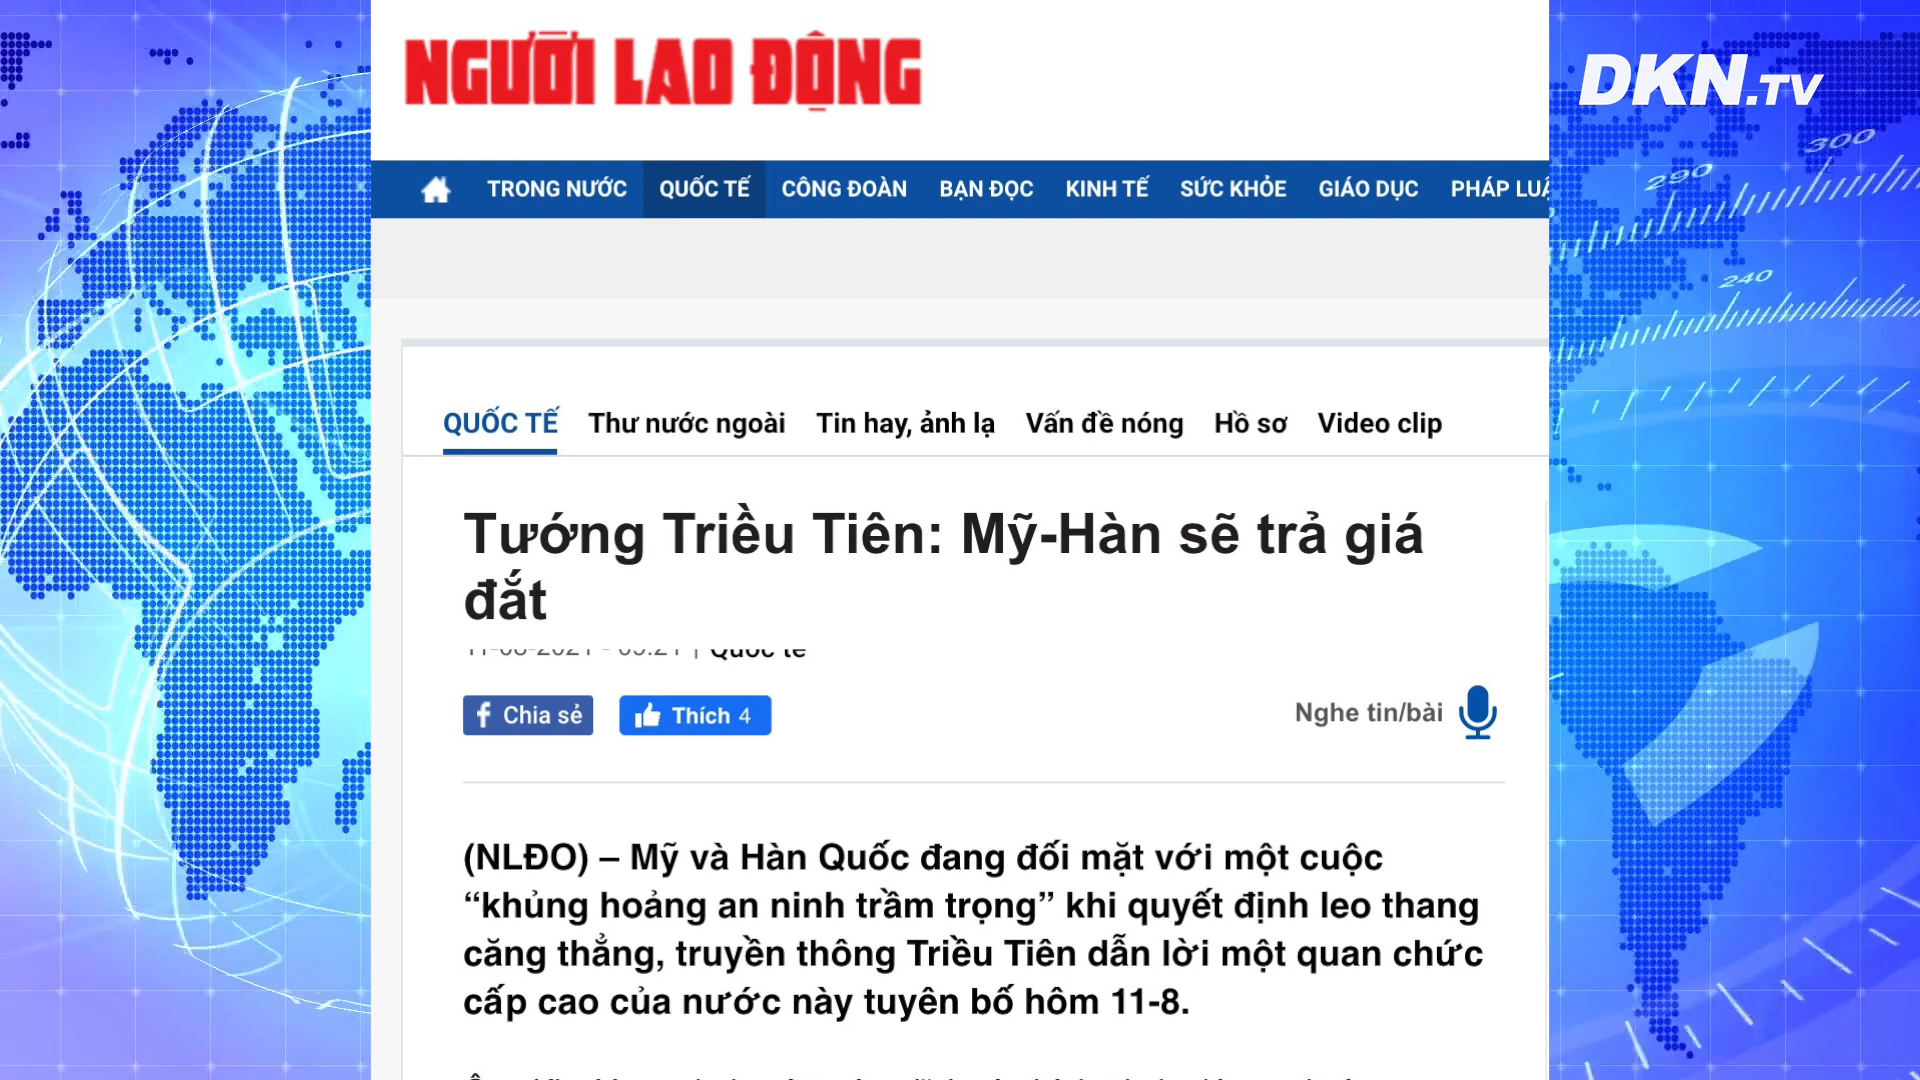 NGƯỜI LAO ĐỘNG
DKN.TV
300
290
240
TRONG NƯỚC QUỐC TẾ CÔNG ĐOÀN BẠN ĐỌC KINH TẾ SỨC KHỎE GIÁO DỤC PHÁP
QUỐC TẾ Thư nước ngoài Tin hay, ảnh lạ Vấn đề nóng Hồ sơ Video clip
Tướng Triều Tiên: Mỹ-Hàn sẽ trả giá
đắt
| Quốc tế
Chia sẻ Thích 4 Nghe tin/bài
(NLĐO) – Mỹ và Hàn Quốc đang đối mặt với một cuộc
“khủng hoảng an ninh trầm trọng” khi quyết định leo thang
căng thẳng, truyền thông Triều Tiên dẫn lời một quan chức
cấp cao của nước này tuyên bố hôm 11-8.